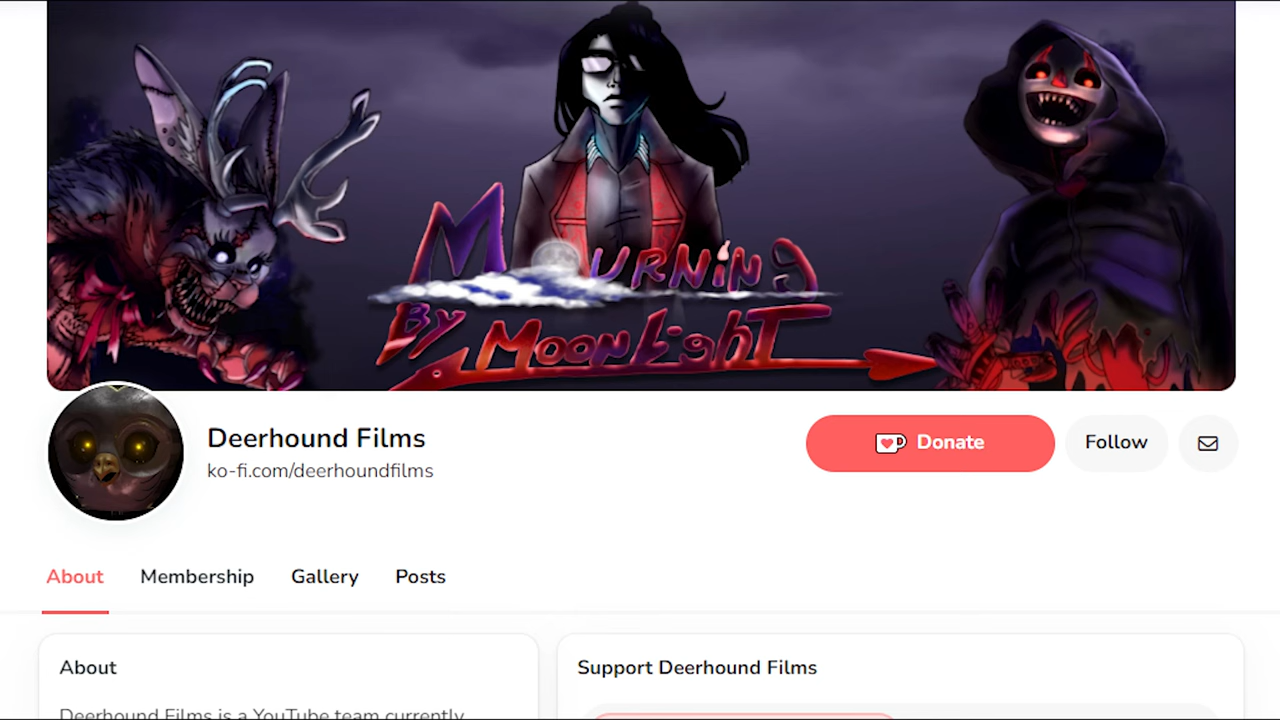 Mourning
By MoonLighT
Deerhound Films
ko-fi.com/deerhoundfilms
Donate
Follow
About
Membership
Gallery
Posts
About
Support Deerhound Films
Deerhound Films is a YouTube team currently